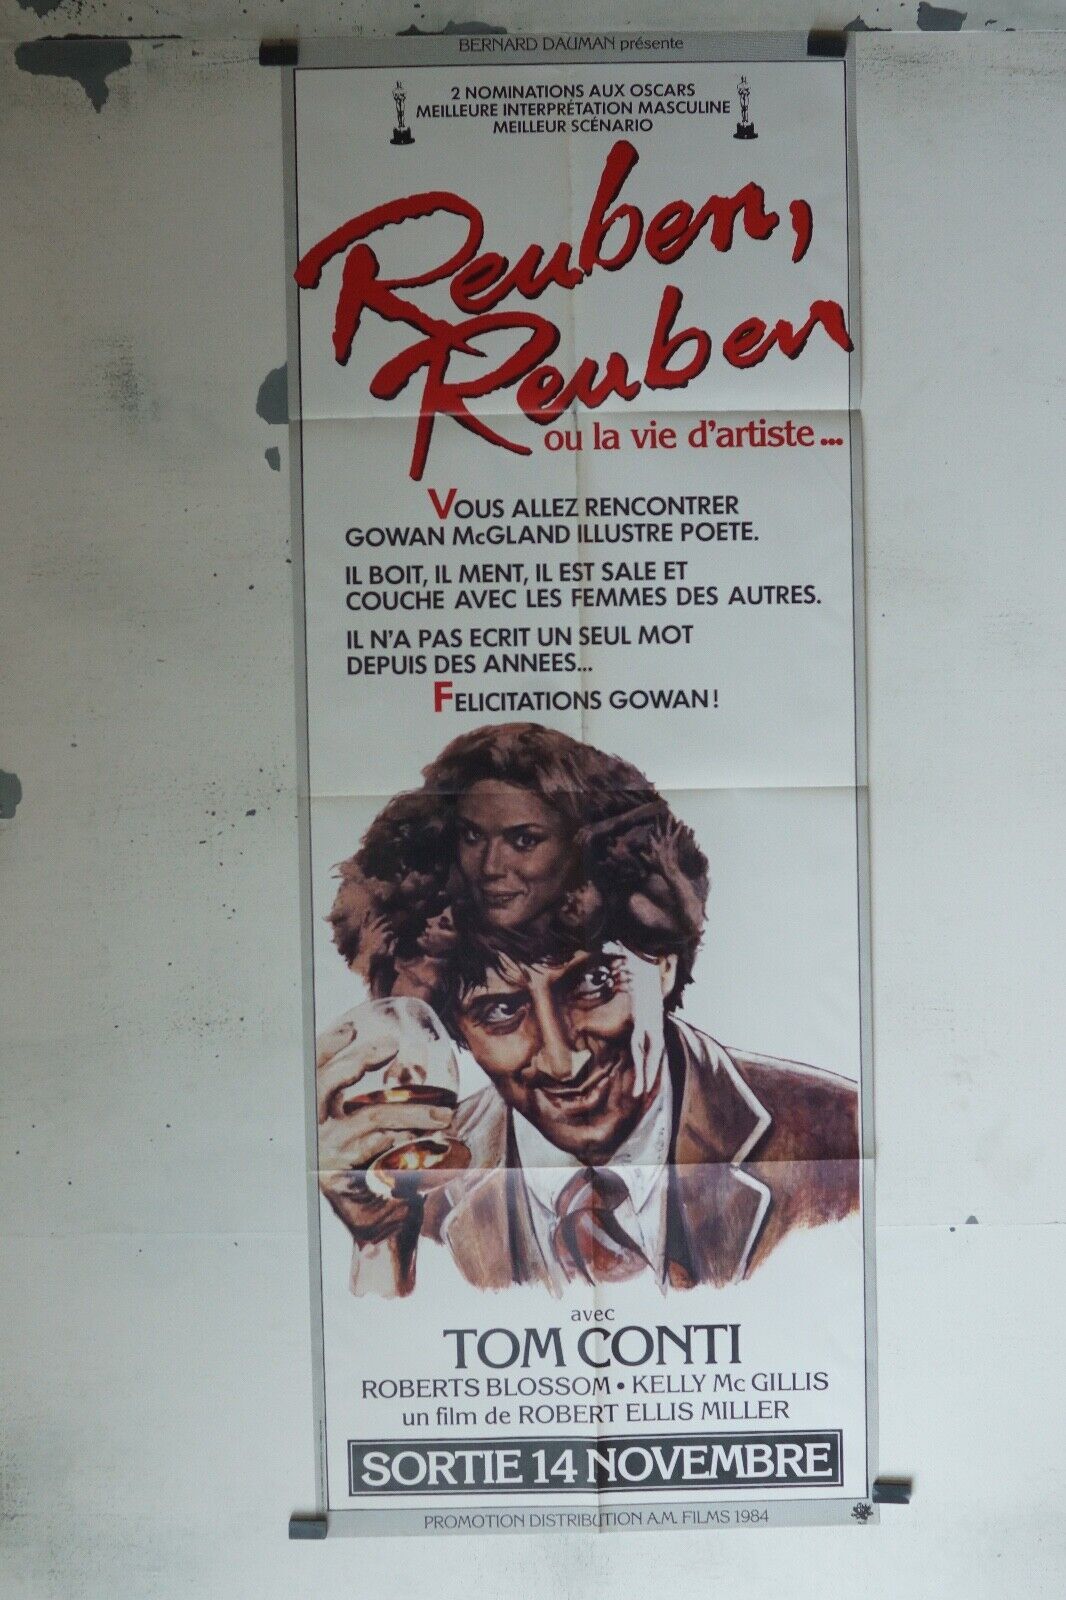 BERNARD DAUMAN présente
2 NOMINATIONS AUX OSCARS
MEILLEURE INTERPRÉTATION MASCULINE
MEILLEUR SCÉNARIO
Reuben,
Reuben
ou la vie d'artiste...
VOUS ALLEZ RENCONTRER
GOWAN McGLAND ILLUSTRE POETE.
IL BOIT, IL MENT, IL EST SALE ET
COUCHE AVEC LES FEMMES DES AUTRES.
IL N'A PAS ECRIT UN SEUL MOT
DEPUIS DES ANNEES...
FELICITATIONS GOWAN !
avec
TOM CONTI
ROBERTS BLOSSOM • KELLY Mc GILLIS
un film de ROBERT ELLIS MILLER
SORTIE 14 NOVEMBRE
PROMOTION DISTRIBUTION A.M. FILMS 1984